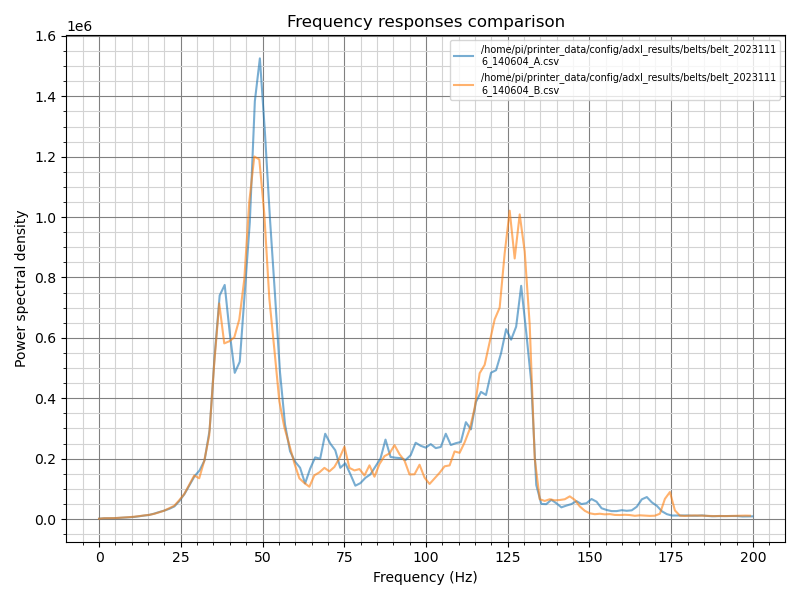 Frequency responses comparison
1e6
/home/pi/printer_data/config/adxl_results/belts/belt_2023111
6_140604_A.csv
/home/pi/printer_data/config/adxl_results/belts/belt_2023111
6_140604_B.csv
1.6
1.4
1.2
1.0
0.8
0.6
0.4
0.2
0.0
Power spectral density
0 25 50 75 100 125 150 175 200
Frequency (Hz)